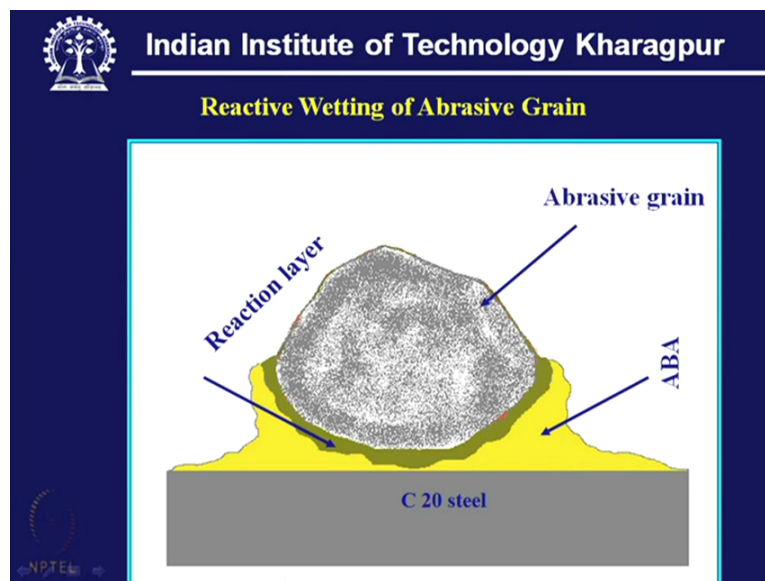 Indian Institute of Technology Kharagpur
Reactive Wetting of Abrasive Grain
Abrasive grain
Reaction layer
ABA
C 20 steel
NPTEL